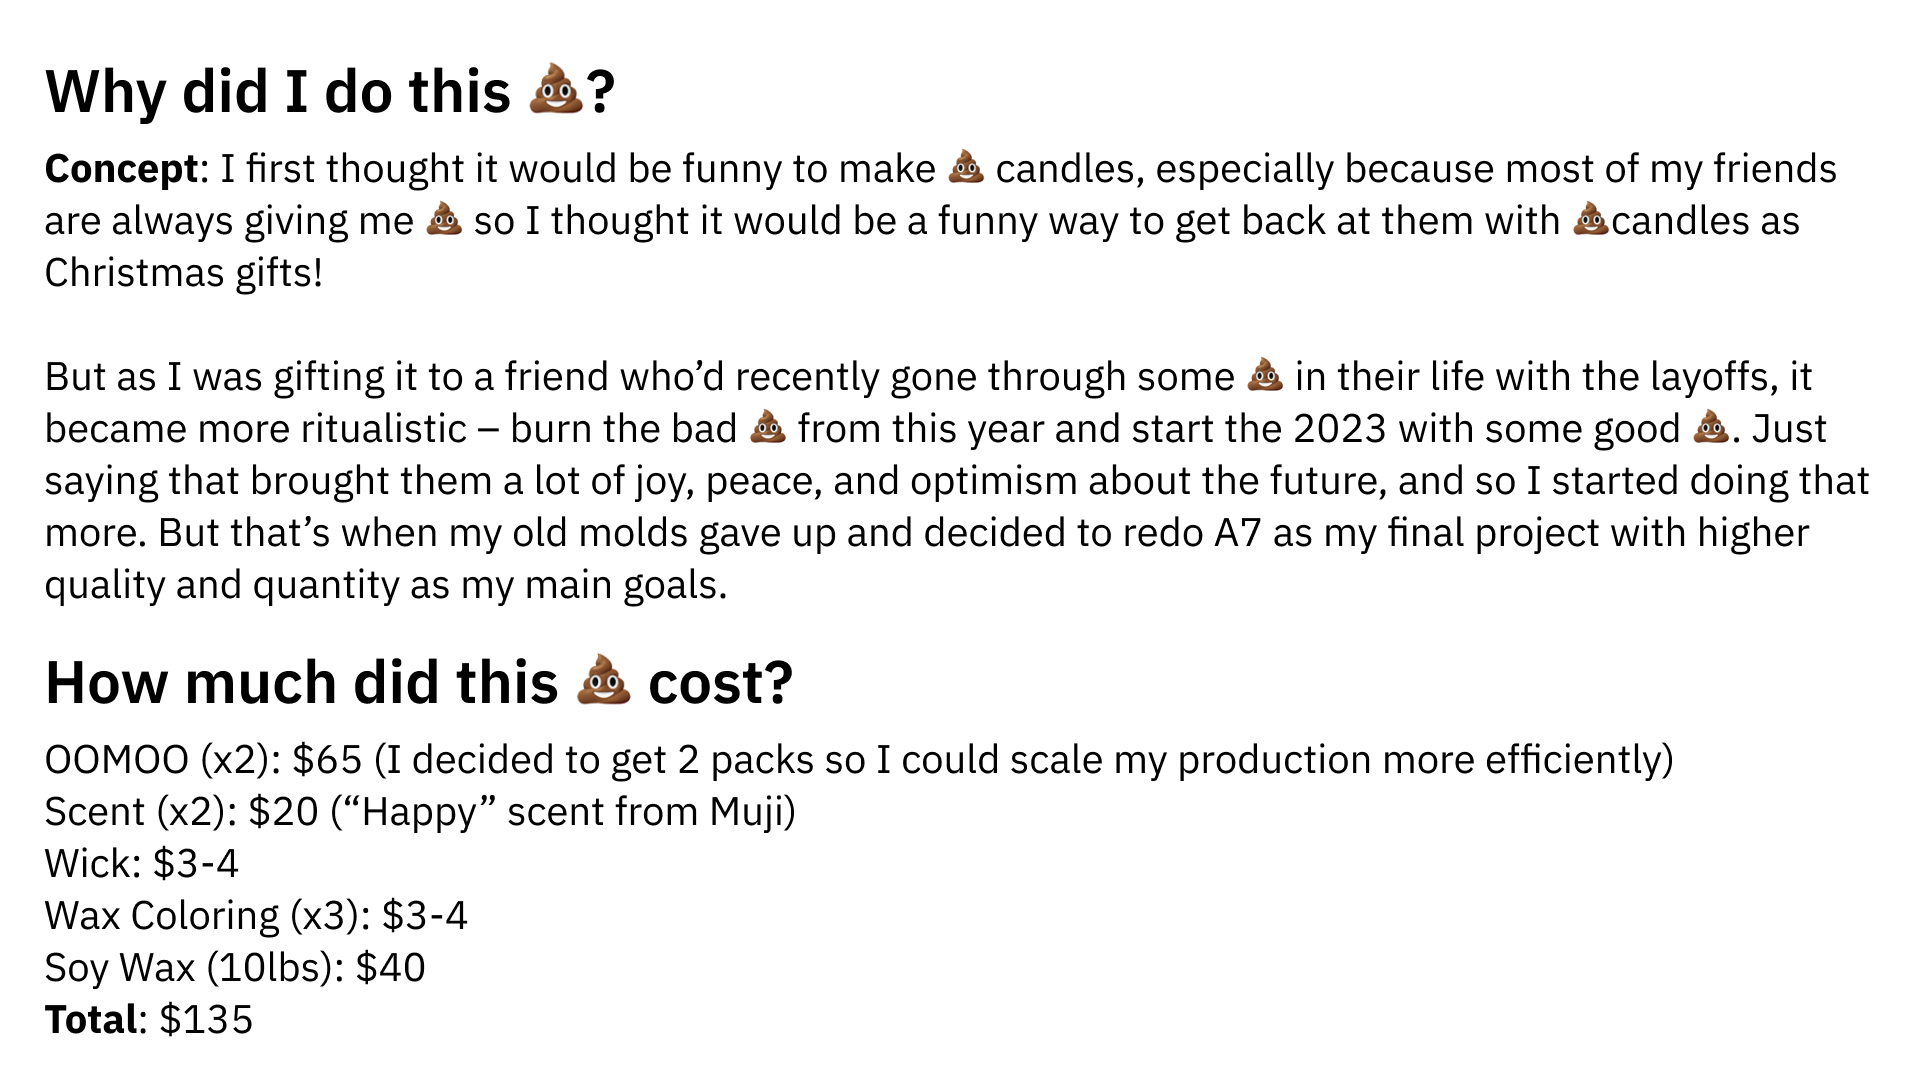 Why did I do this 💩?
Concept: I first thought it would be funny to make 💩 candles, especially because most of my friends
are always giving me 💩 so I thought it would be a funny way to get back at them with 💩candles as
Christmas gifts!
But as I was gifting it to a friend who’d recently gone through some 💩 in their life with the layoffs, it
became more ritualistic – burn the bad 💩 from this year and start the 2023 with some good 💩. Just
saying that brought them a lot of joy, peace, and optimism about the future, and so I started doing that
more. But that’s when my old molds gave up and decided to redo A7 as my final project with higher
quality and quantity as my main goals.
How much did this 💩 cost?
OOMOO (x2): $65 (I decided to get 2 packs so I could scale my production more efficiently)
Scent (x2): $20 (“Happy” scent from Muji)
Wick: $3-4
Wax Coloring (x3): $3-4
Soy Wax (10lbs): $40
Total: $135